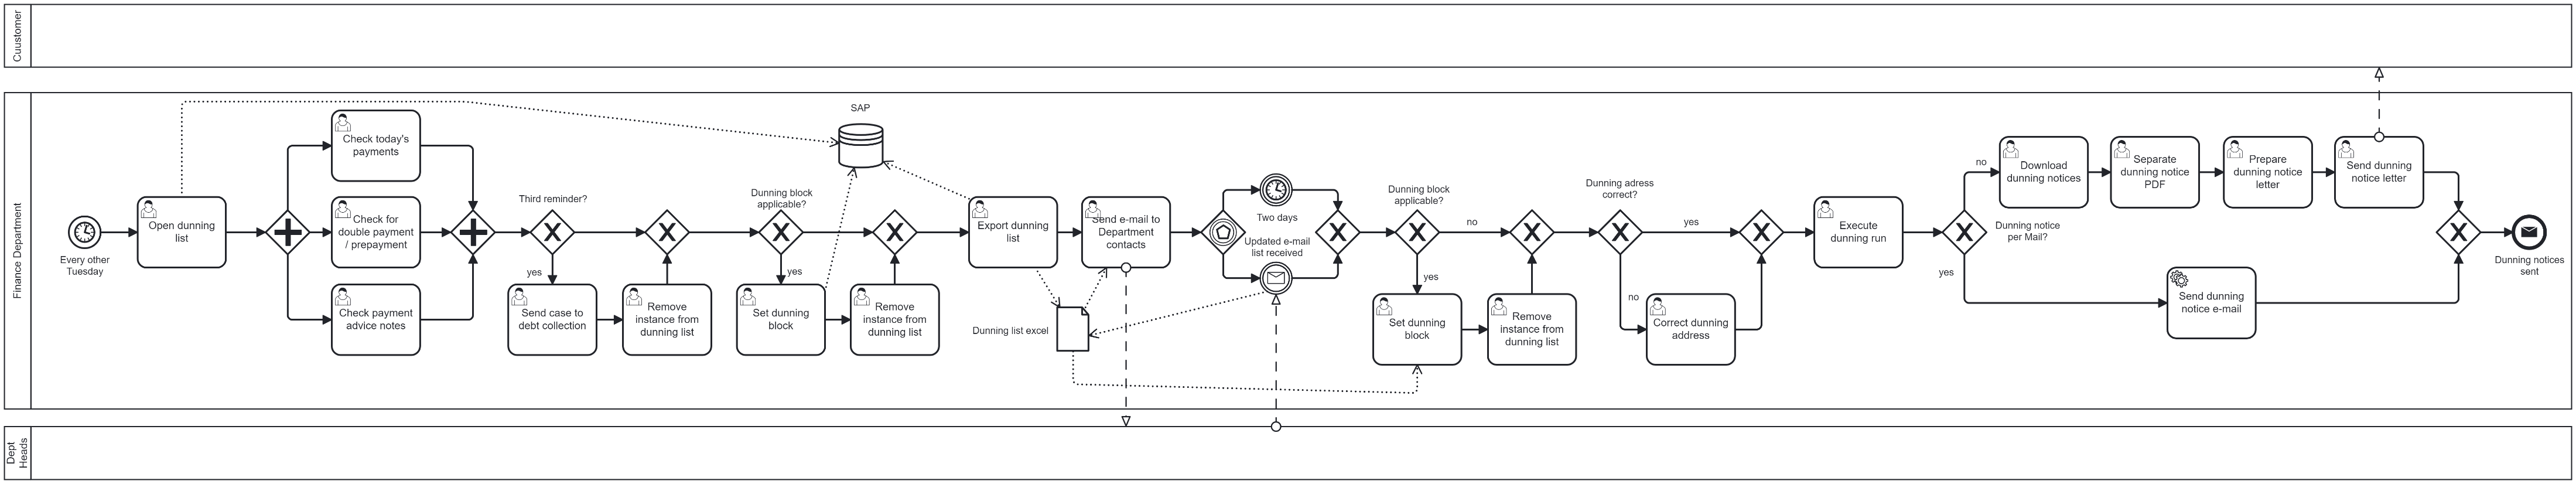 Cuustomer
Finance Department
Dept
Heads
Every other
Tuesday
Open dunning
list
Check today's
payments
Check for
double payment
/ prepayment
Check payment
advice notes
Third reminder?
yes
Send case to
debt collection
Remove
instance from
dunning list
Dunning block
applicable?
yes
Set dunning
block
Remove
instance from
dunning list
SAP
Export dunning
list
Dunning list excel
Send e-mail to
Department
contacts
Two days
Updated e-mail
list received
Dunning block
applicable?
no
yes
Set dunning
block
Remove
instance from
dunning list
Dunning adress
correct?
yes
no
Correct dunning
address
Execute
dunning run
Dunning notice
per Mail?
no
yes
Download
dunning notices
Separate
dunning notice
PDF
Prepare
dunning notice
letter
Send dunning
notice letter
Send dunning
notice e-mail
Dunning notices
sent